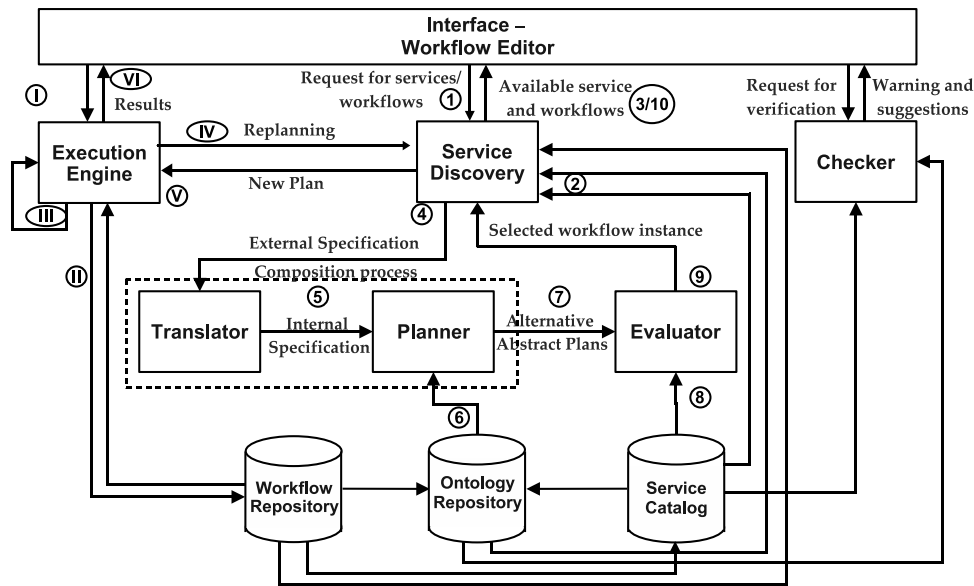 Interface –
Workflow Editor
I
VI
Results
Request for services/
workflows
1
Available service
and workflows
3/10
Request for
verification
Warning and
suggestions
IV
Replanning
Execution
Engine
Service
Discovery
Checker
New Plan
V
2
III
4
II
External Specification
Composition process
Selected workflow instance
5
7
9
Translator
Internal
Specification
Planner
Alternative
Abstract Plans
Evaluator
6
8
Workflow
Repository
Ontology
Repository
Service
Catalog